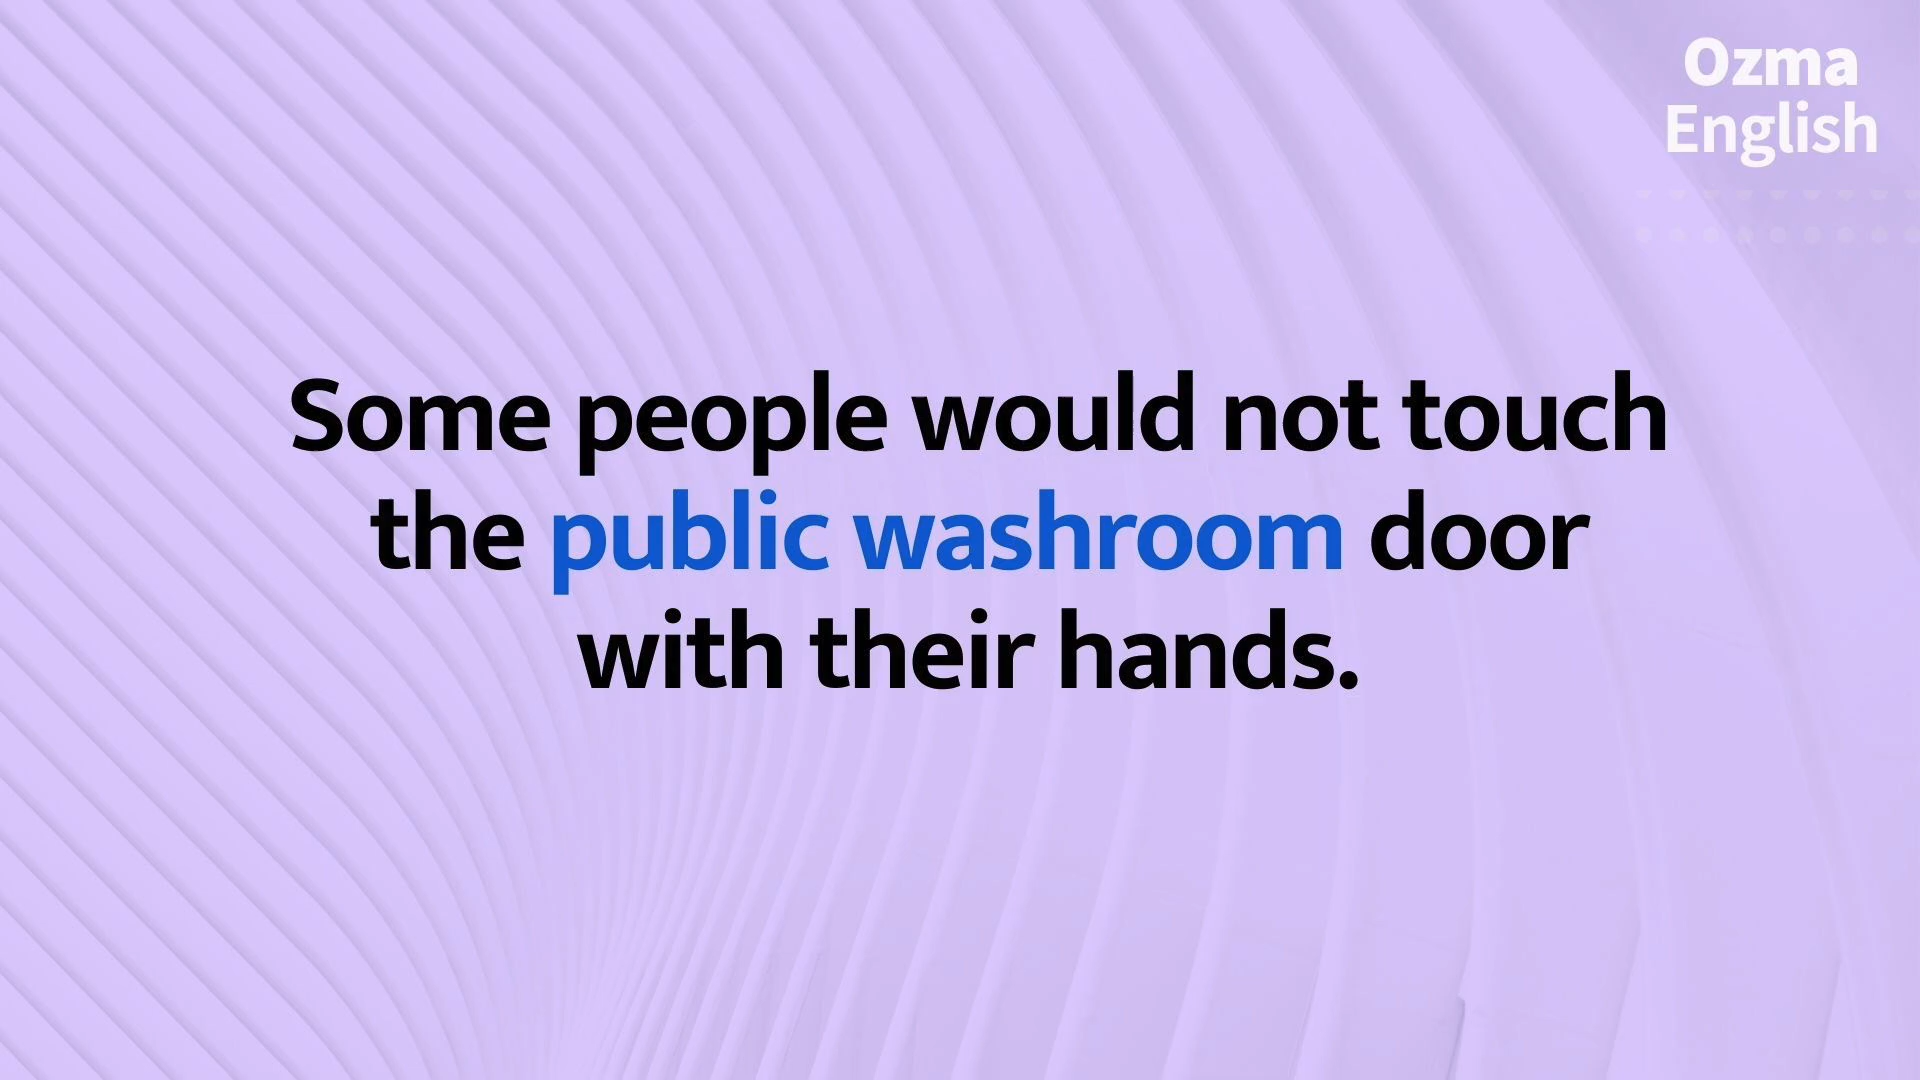 Ozma
English
Some people would not touch
the public washroom door
with their hands.